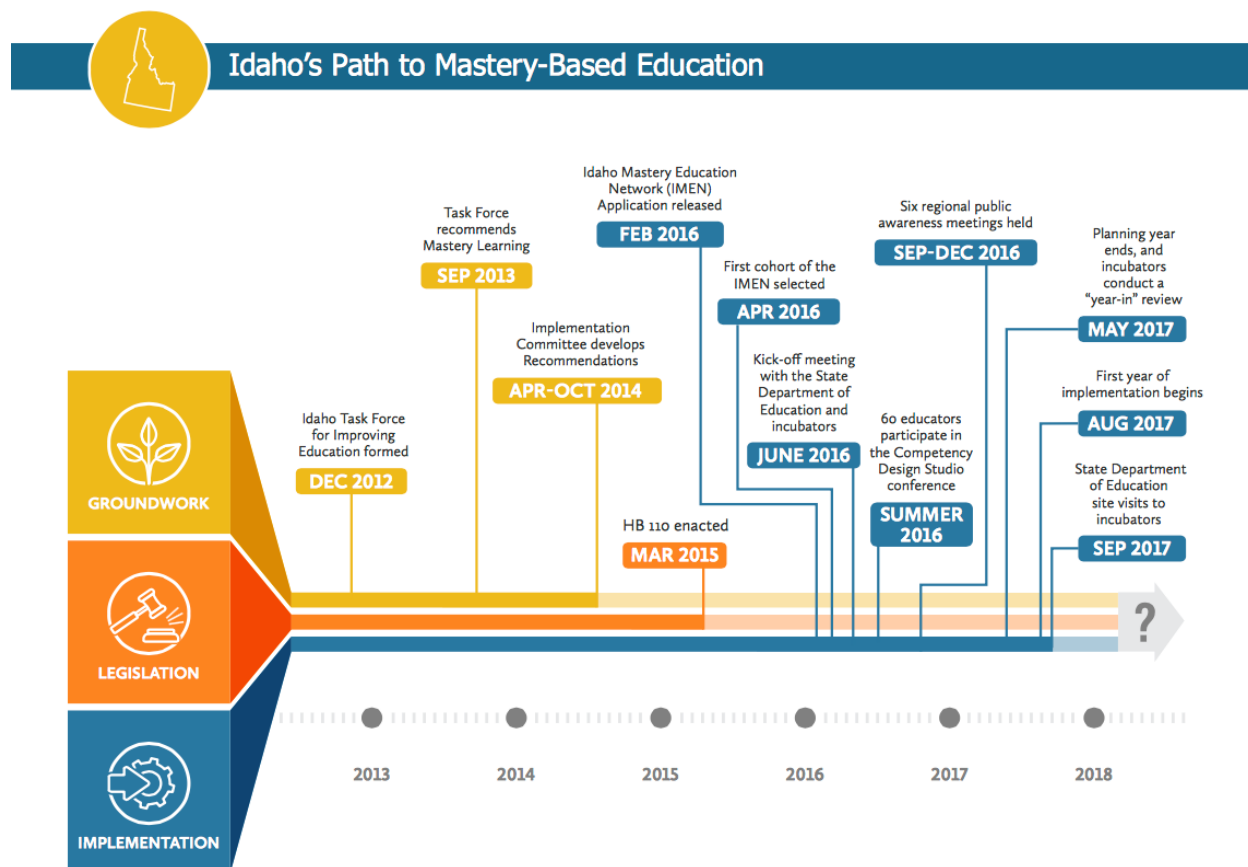 Idaho's Path to Mastery-Based Education
Idaho Mastery Education
Network (IMEN)
Application released
FEB 2016
Task Force
recommends
Mastery Learning
SEP 2013
Six regional public
awareness meetings held
SEP-DEC 2016
Planning year
ends, and
incubators
conduct a
"year-in" review
MAY 2017
First cohort of the
IMEN selected
APR 2016
Implementation
Committee develops
Recommendations
APR-OCT 2014
Kick-off meeting
with the State
Department of
Education and
incubators
JUNE 2016
First year of
implementation begins
AUG 2017
Idaho Task Force
for Improving
Education formed
DEC 2012
60 educators
participate in
the Competency
Design Studio
conference
SUMMER
2016
State Department
of Education
site visits to
incubators
SEP 2017
HB 110 enacted
MAR 2015
GROUNDWORK
LEGISLATION
IMPLEMENTATION
?
2013
2014
2015
2016
2017
2018